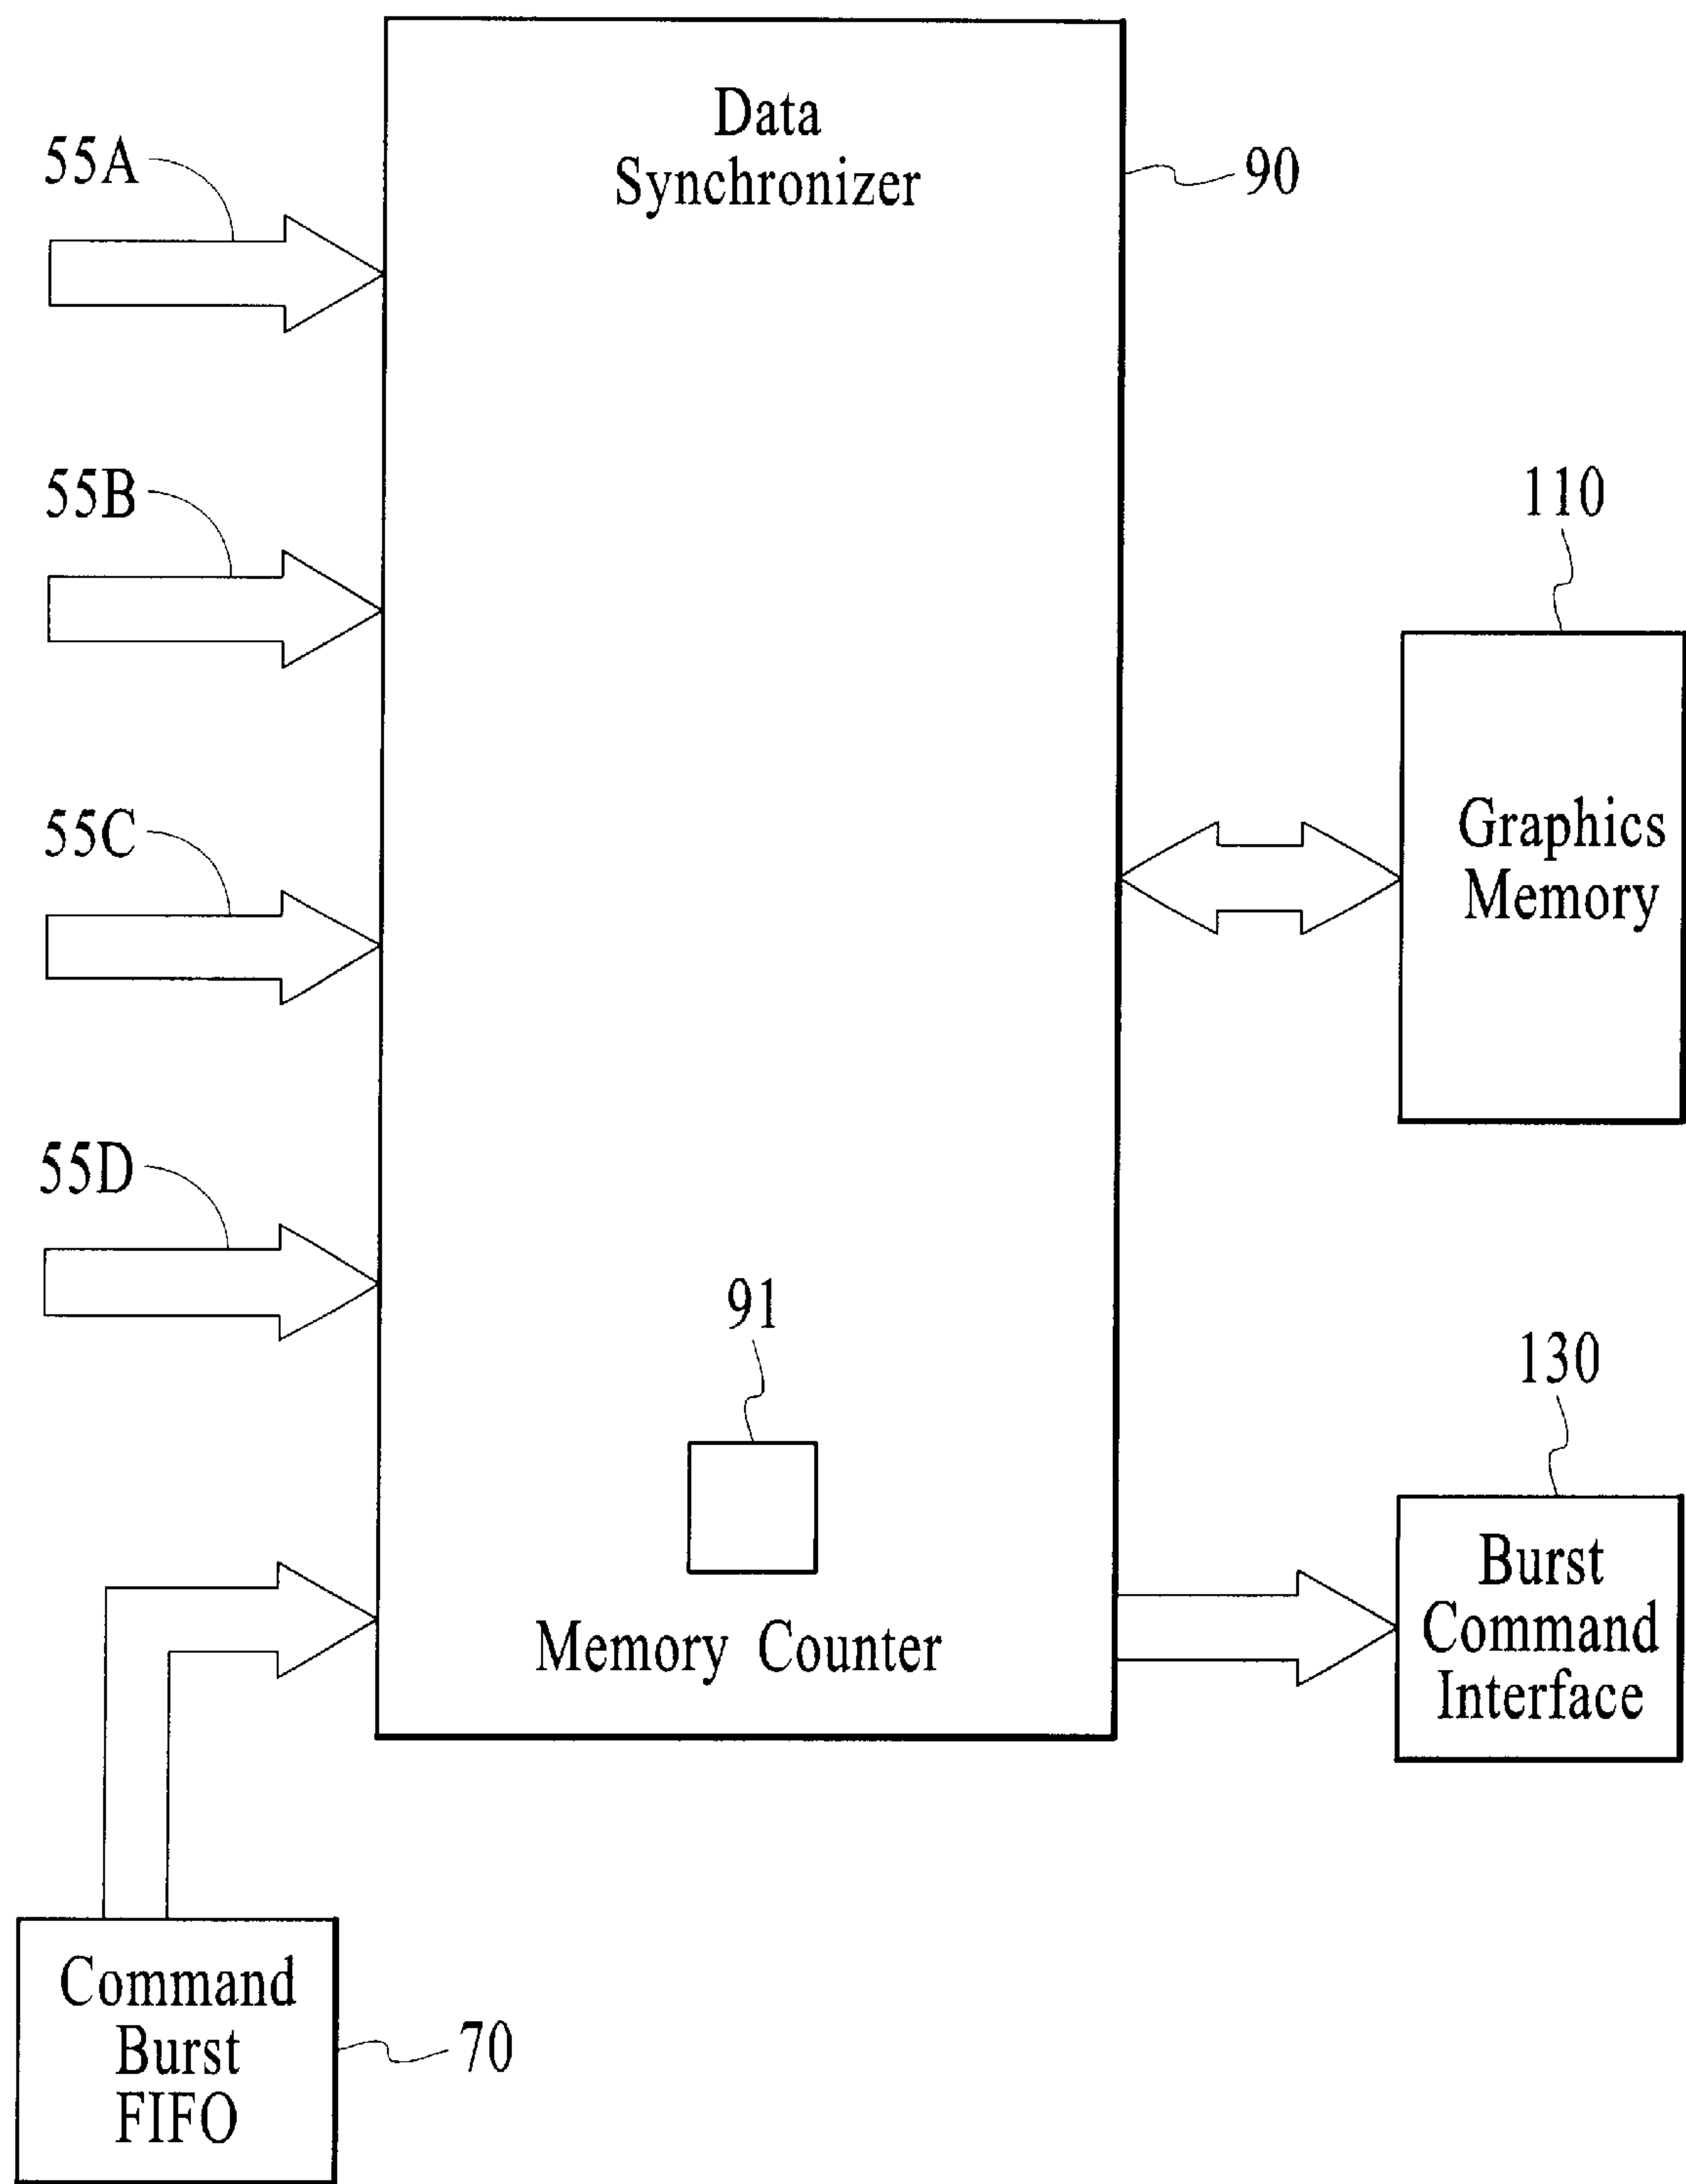 Data
Synchronizer
55A
90
55B
110
55C
Graphics
Memory
55D
91
130
Burst
Command
Interface
Memory Counter
Command
Burst
FIFO
70